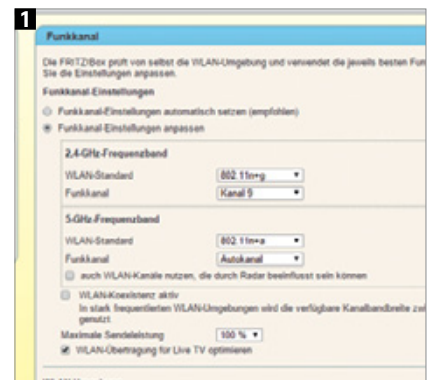 1
Funkkanal
Die FRITZ!Box prüft von selbst die WLAN-Umgebung und verwendet die jeweils besten Fun
Sie die Einstellungen anpassen.
Funkkanal-Einstellungen
Funkkanal-Einstellungen automatisch setzen (empfohlen)
Funkkanal-Einstellungen anpassen
2,4-GHz-Frequenzband
WLAN-Standard 802.11n+g
Funkkanal Kanal 9
5-GHz-Frequenzband
WLAN-Standard 802.11n+a
Funkkanal Autokanal
auch WLAN-Kanäle nutzen, die durch Radar beeinflusst sein können
WLAN-Koexistenz aktiv
In stark frequentierten WLAN-Umgebungen wird die verfügbare Kanalbandbreite zwi
genutzt
Maximale Sendeleistung 100 %
WLAN-Übertragung für Live TV optimieren